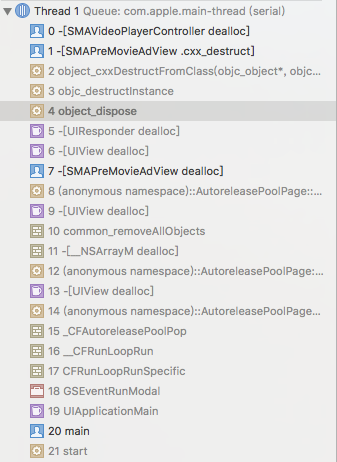 Thread 1 Queue: com.apple.main-thread (serial)
0 -[SMAVideoPlayerController dealloc]
1 -[SMAPreMovieAdView .cxx_destruct]
2 object_cxxDestructFromClass(objc_object*, objc...
3 objc_destructInstance
4 object_dispose
5 -[UIResponder dealloc]
6 -[UIView dealloc]
7 -[SMAPreMovieAdView dealloc]
8 (anonymous namespace)::AutoreleasePoolPage::...
9 -[UIView dealloc]
10 common_removeAllObjects
11 -[__NSArrayM dealloc]
12 (anonymous namespace)::AutoreleasePoolPage:...
13 -[UIView dealloc]
14 (anonymous namespace)::AutoreleasePoolPage:...
15 _CFAutoreleasePoolPop
16 __CFRunLoopRun
17 CFRunLoopRunSpecific
18 GSEventRunModal
19 UIApplicationMain
20 main
21 start